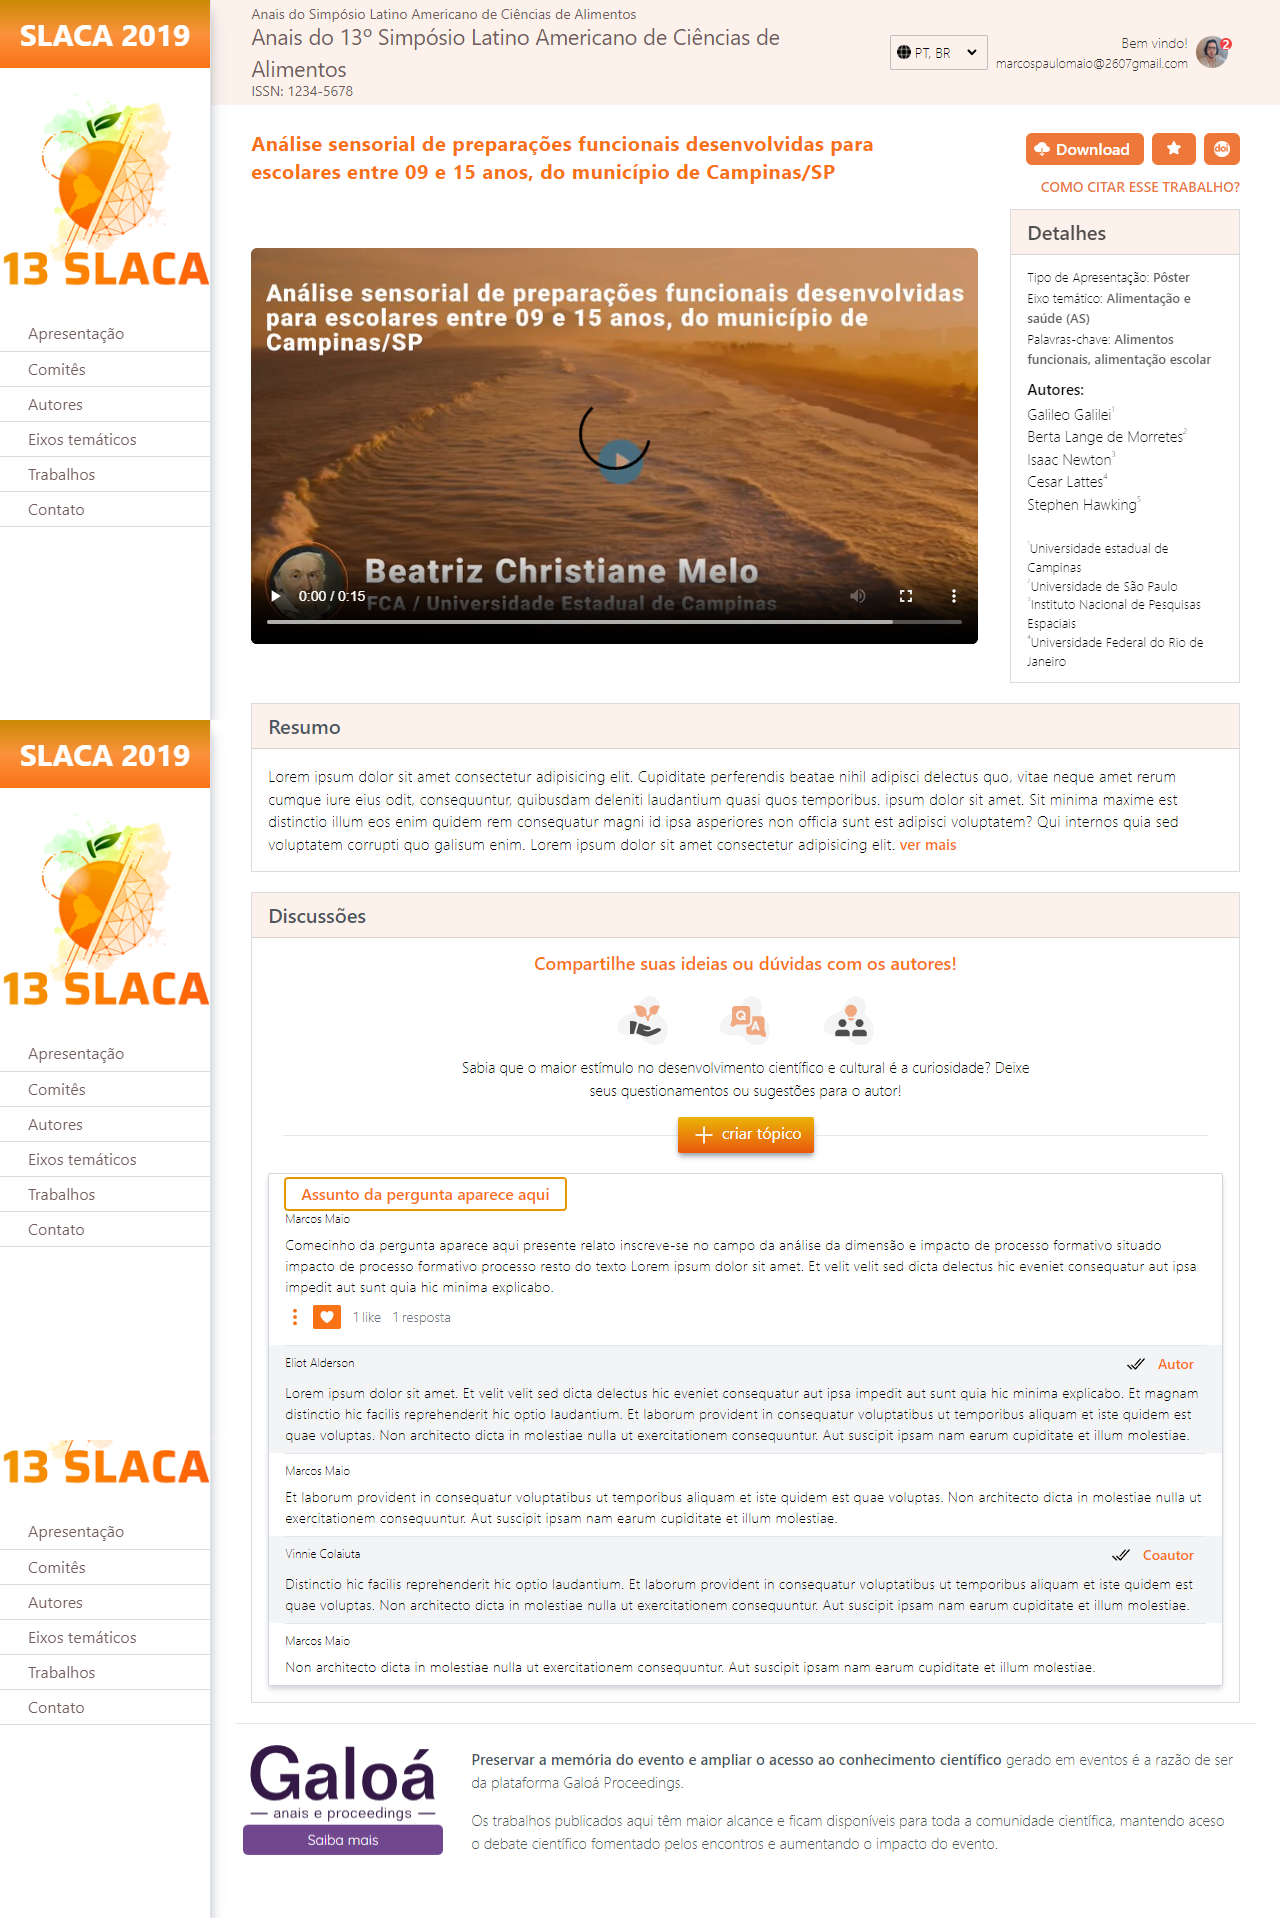 SLACA 2019
13 SLACA
Apresentação
Comitês
Autores
Eixos temáticos
Trabalhos
Contato
SLACA 2019
13 SLACA
Apresentação
Comitês
Autores
Eixos temáticos
Trabalhos
Contato
13 SLACA
Apresentação
Comitês
Autores
Eixos temáticos
Trabalhos
Contato
Anais do Simpósio Latino Americano de Ciências de Alimentos
Anais do 13º Simpósio Latino Americano de Ciências de
Alimentos
ISSN: 1234-5678
PT, BR
Bem vindo!
marcospaulomaio@2607gmail.com
2
Análise sensorial de preparações funcionais desenvolvidas para
escolares entre 09 e 15 anos, do município de Campinas/SP
Download
doi
COMO CITAR ESSE TRABALHO?
Análise sensorial de preparações funcionais desenvolvidas
para escolares entre 09 e 15 anos, do município de
Campinas/SP
Beatriz Christiane Melo
FCA / Universidade Estadual de Campinas
0:00 / 0:15
Detalhes
Tipo de Apresentação: Pôster
Eixo temático: Alimentação e
saúde (AS)
Palavras-chave: Alimentos
funcionais, alimentação escolar
Autores:
Galileo Galilei1
Berta Lange de Morretes2
Isaac Newton3
Cesar Lattes4
Stephen Hawking5
1Universidade estadual de
Campinas
2Universidade de São Paulo
3Instituto Nacional de Pesquisas
Espaciais
4Universidade Federal do Rio de
Janeiro
Resumo
Lorem ipsum dolor sit amet consectetur adipisicing elit. Cupiditate perferendis beatae nihil adipisci delectus quo, vitae neque amet rerum
cumque iure eius odit, consequuntur, quibusdam deleniti laudantium quasi quos temporibus. ipsum dolor sit amet. Sit minima maxime est
distinctio illum eos enim quidem rem consequatur magni id ipsa asperiores non officia sunt est adipisci voluptatem? Qui internos quia sed
voluptatem corrupti quo galisum enim. Lorem ipsum dolor sit amet consectetur adipisicing elit. ver mais
Discussões
Compartilhe suas ideias ou dúvidas com os autores!
Q
A
Sabia que o maior estímulo no desenvolvimento científico e cultural é a curiosidade? Deixe
seus questionamentos ou sugestões para o autor!
criar tópico
Assunto da pergunta aparece aqui
Marcos Maio
Comecinho da pergunta aparece aqui presente relato inscreve-se no campo da análise da dimensão e impacto de processo formativo situado
impacto de processo formativo processo resto do texto Lorem ipsum dolor sit amet. Et velit velit sed dicta delectus hic eveniet consequatur aut ipsa
impedit aut sunt quia hic minima explicabo.
1 like 1 resposta
Eliot Alderson
Autor
Lorem ipsum dolor sit amet. Et velit velit sed dicta delectus hic eveniet consequatur aut ipsa impedit aut sunt quia hic minima explicabo. Et magnam
distinctio hic facilis reprehenderit hic optio laudantium. Et laborum provident in consequatur voluptatibus ut temporibus aliquam et iste quidem est
quae voluptas. Non architecto dicta in molestiae nulla ut exercitationem consequuntur. Aut suscipit ipsam nam earum cupiditate et illum molestiae.
Marcos Maio
Et laborum provident in consequatur voluptatibus ut temporibus aliquam et iste quidem est quae voluptas. Non architecto dicta in molestiae nulla ut
exercitationem consequuntur. Aut suscipit ipsam nam earum cupiditate et illum molestiae.
Vinnie Colaiuta
Coautor
Distinctio hic facilis reprehenderit hic optio laudantium. Et laborum provident in consequatur voluptatibus ut temporibus aliquam et iste quidem est
quae voluptas. Non architecto dicta in molestiae nulla ut exercitationem consequuntur. Aut suscipit ipsam nam earum cupiditate et illum molestiae.
Marcos Maio
Non architecto dicta in molestiae nulla ut exercitationem consequuntur. Aut suscipit ipsam nam earum cupiditate et illum molestiae.
Galoá
anais e proceedings
Saiba mais
Preservar a memória do evento e ampliar o acesso ao conhecimento científico gerado em eventos é a razão de ser
da plataforma Galoá Proceedings.
Os trabalhos publicados aqui têm maior alcance e ficam disponíveis para toda a comunidade científica, mantendo aceso
o debate científico fomentado pelos encontros e aumentando o impacto do evento.